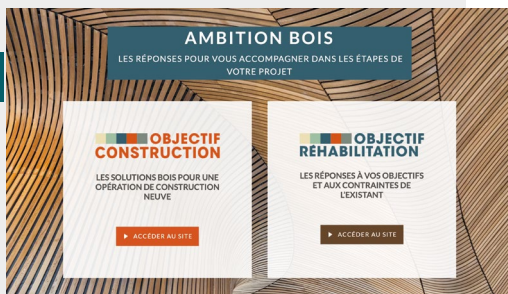 AMBITION BOIS
LES RÉPONSES POUR VOUS ACCOMPAGNER DANS LES ÉTAPES DE
VOTRE PROJET
OBJECTIF
CONSTRUCTION
LES SOLUTIONS BOIS POUR UNE
OPÉRATION DE CONSTRUCTION
NEUVE
ACCÉDER AU SITE
OBJECTIF
RÉHABILITATION
LES RÉPONSES À VOS OBJECTIFS
ET AUX CONTRAINTES DE
L'EXISTANT
ACCÉDER AU SITE